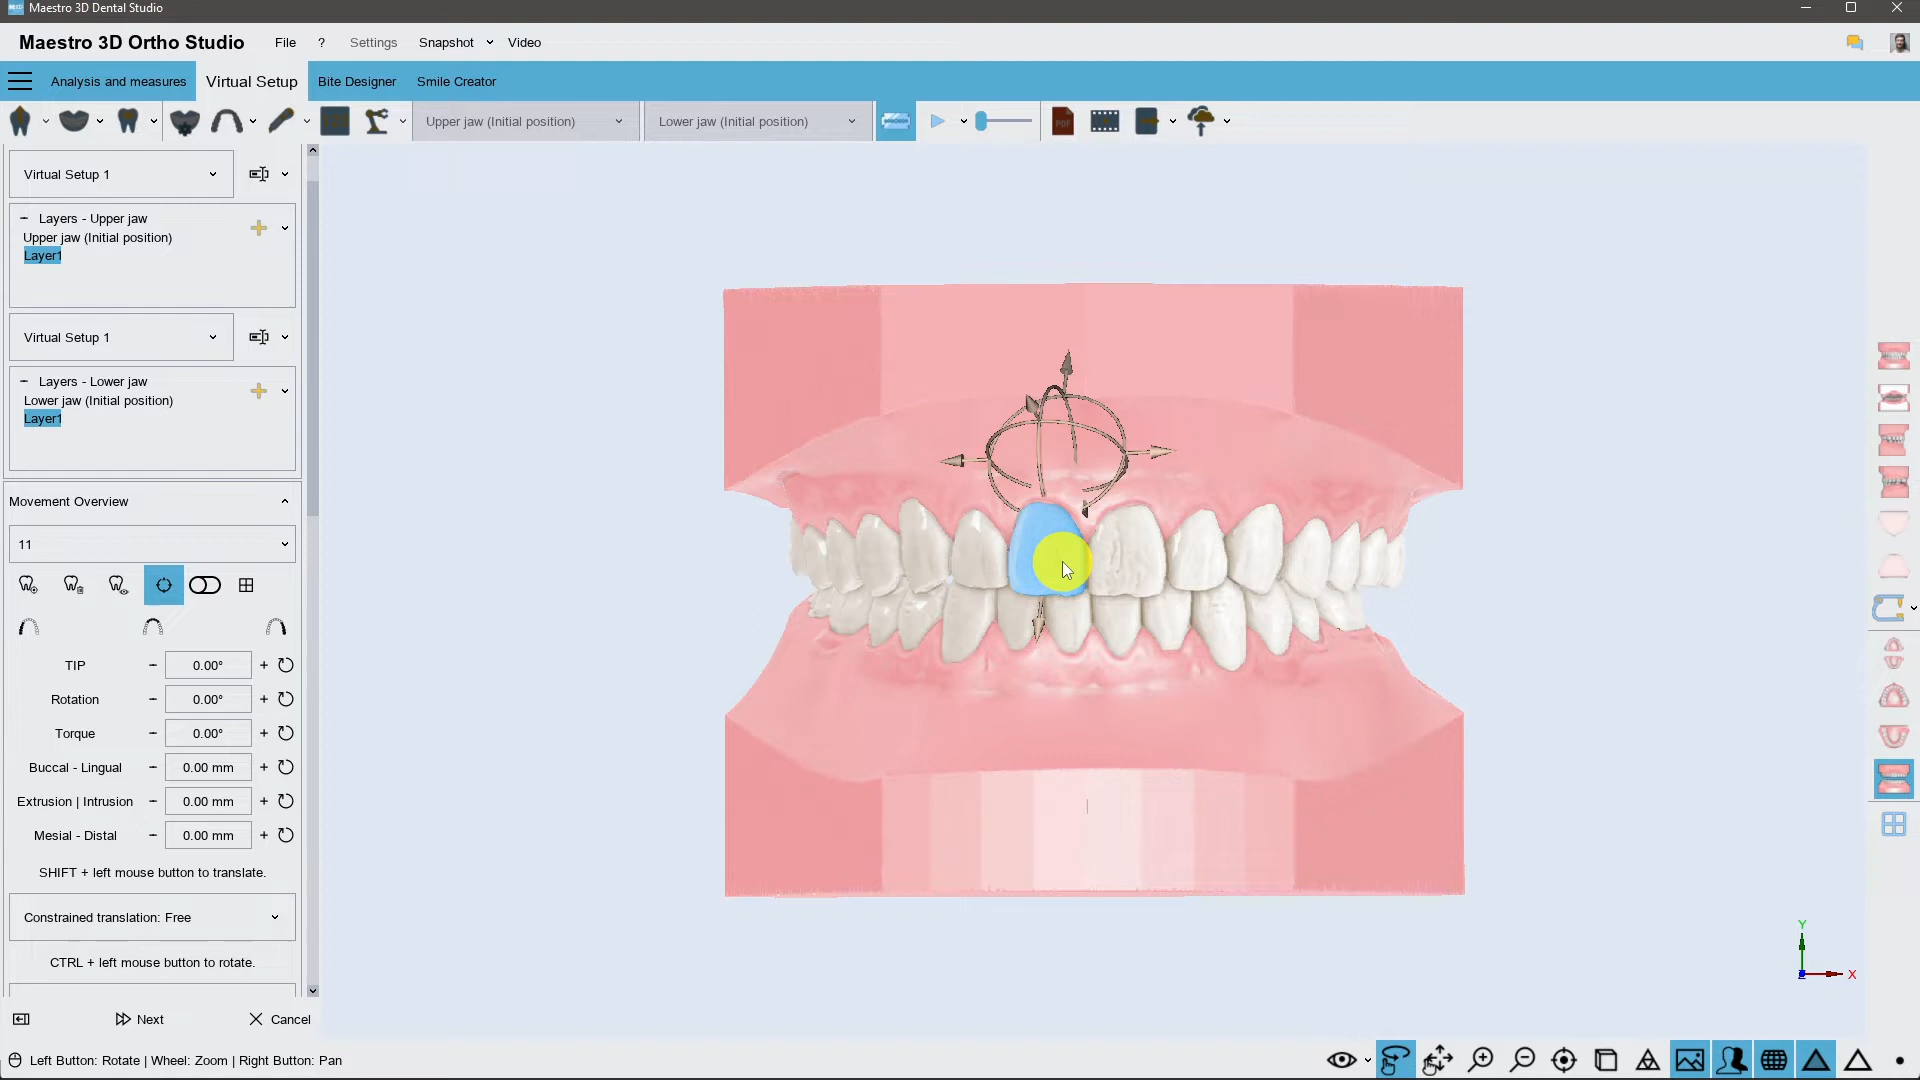 Maestro 3D Dental Studio
Maestro 3D Ortho Studio File ? Settings Snapshot Video
Analysis and measures Virtual Setup Bite Designer Smile Creator
Upper jaw (Initial position) Lower jaw (Initial position) PDF
Virtual Setup 1
Layers - Upper jaw
Upper jaw (Initial position)
Layer1
Virtual Setup 1
Layers - Lower jaw
Lower jaw (Initial position)
Layer1
Movement Overview
11
TIP - 0.00° +
Rotation - 0.00° +
Torque - 0.00° +
Buccal - Lingual - 0.00 mm +
Extrusion | Intrusion - 0.00 mm +
Mesial - Distal - 0.00 mm +
SHIFT + left mouse button to translate.
Constrained translation: Free
CTRL + left mouse button to rotate.
Next Cancel
Left Button: Rotate | Wheel: Zoom | Right Button: Pan
Y
X